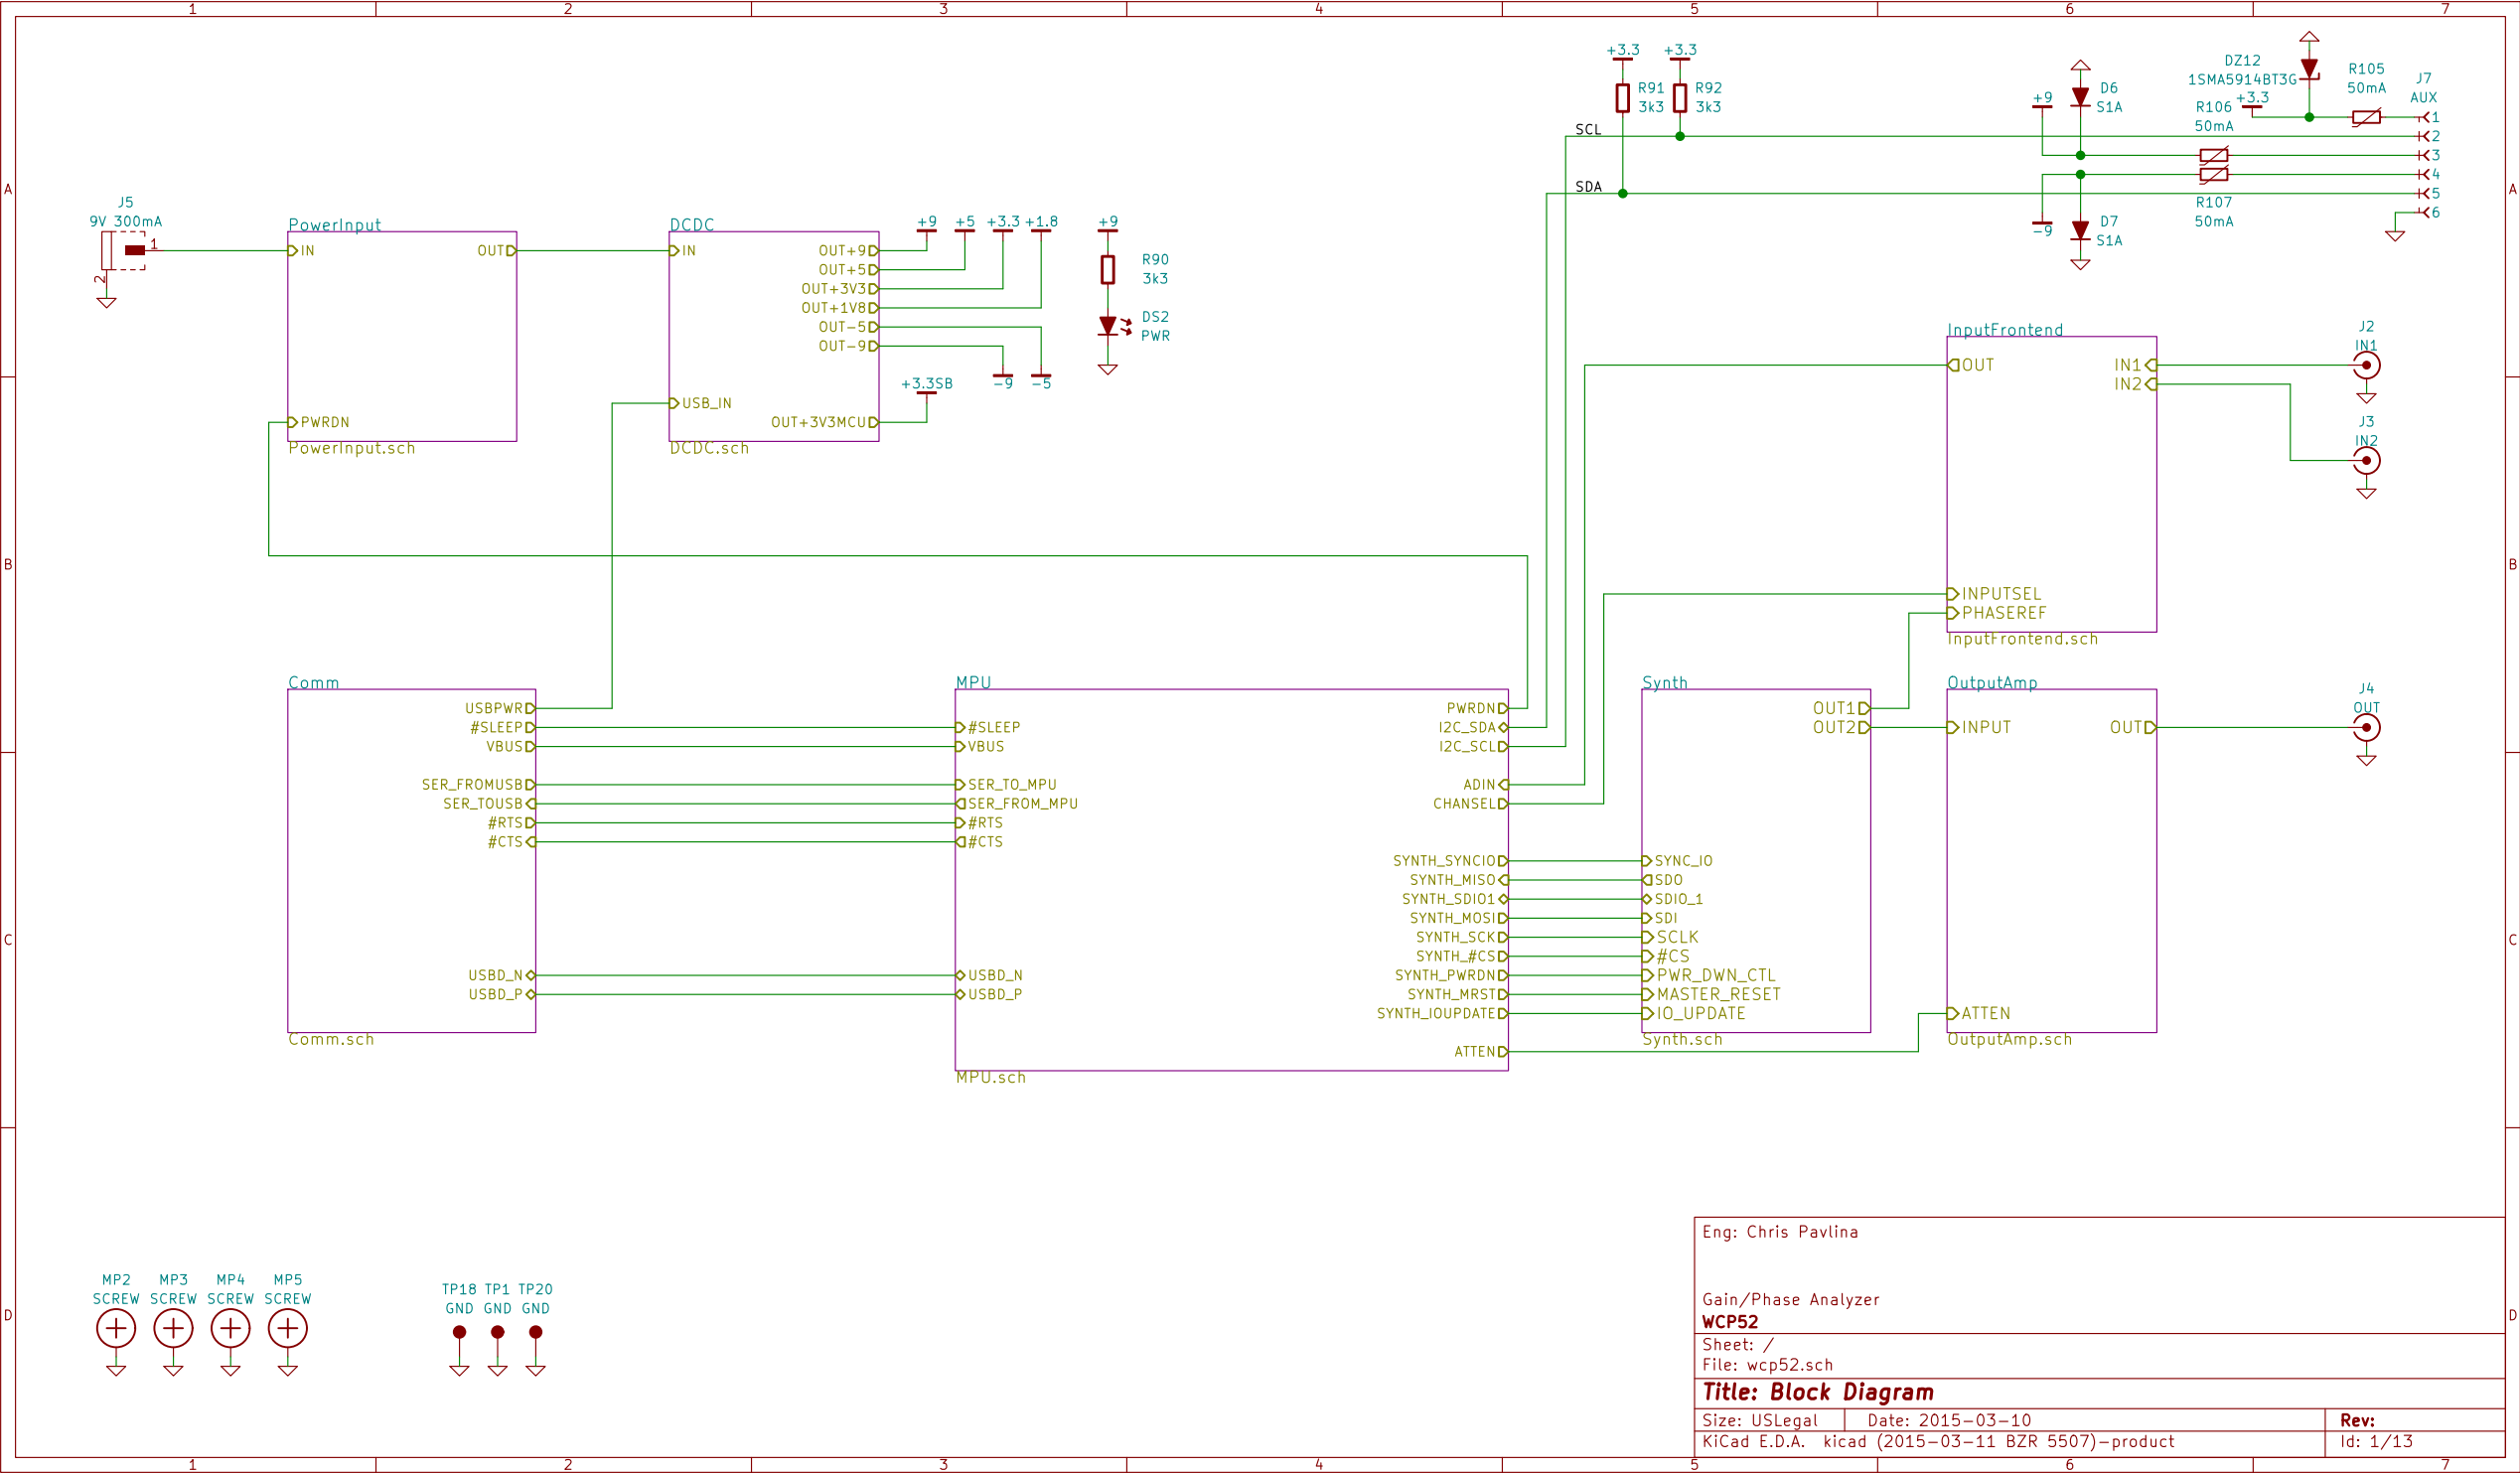 1 2 3 4 5 6 7
+3.3 +3.3
R91
3k3
R92
3k3
DZ12
1SMA5914BT3G
R105
50mA
J7
AUX
D6
S1A
+9
R106
50mA
+3.3
1
2
3
4
5
6
SCL
SDA
R107
50mA
-9
D7
S1A
A A
J5
9V 300mA
1
2
PowerInput
IN
OUT
PWRDN
PowerInput.sch
DCDC
IN
USB_IN
OUT+9
OUT+5
OUT+3V3
OUT+1V8
OUT-5
OUT-9
OUT+3V3MCU
DCDC.sch
+9 +5 +3.3 +1.8
-9 -5
+3.3SB
+9
R90
3k3
DS2
PWR
InputFrontend
OUT
IN1
IN2
INPUTSEL
PHASEREF
InputFrontend.sch
J2
IN1
J3
IN2
B B
Comm
USBPWR
#SLEEP
VBUS
SER_FROMUSB
SER_TOUSB
#RTS
#CTS
USBD_N
USBD_P
Comm.sch
MPU
#SLEEP
VBUS
SER_TO_MPU
SER_FROM_MPU
#RTS
#CTS
USBD_N
USBD_P
PWRDN
I2C_SDA
I2C_SCL
ADIN
CHANSEL
SYNTH_SYNCIO
SYNTH_MISO
SYNTH_SDIO1
SYNTH_MOSI
SYNTH_SCK
SYNTH_#CS
SYNTH_PWRDN
SYNTH_MRST
SYNTH_IOUPDATE
ATTEN
MPU.sch
Synth
OUT1
OUT2
SYNC_IO
SDO
SDIO_1
SDI
SCLK
#CS
PWR_DWN_CTL
MASTER_RESET
IO_UPDATE
Synth.sch
OutputAmp
INPUT
OUT
ATTEN
OutputAmp.sch
J4
OUT
C C
MP2
SCREW
MP3
SCREW
MP4
SCREW
MP5
SCREW
TP18
GND
TP1
GND
TP20
GND
D D
Eng: Chris Pavlina
Gain/Phase Analyzer
WCP52
Sheet: /
File: wcp52.sch
Title: Block Diagram
Size: USLegal
Date: 2015-03-10
Rev:
KiCad E.D.A. kicad (2015-03-11 BZR 5507)-product
Id: 1/13
1 2 3 4 5 6 7